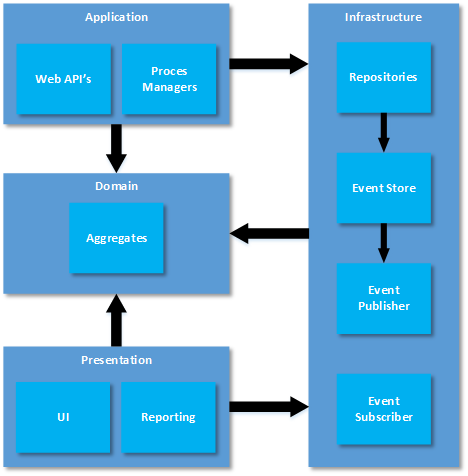 Application
Web API's
Proces
Managers
Domain
Aggregates
Presentation
UI
Reporting
Infrastructure
Repositories
Event Store
Event
Publisher
Event
Subscriber